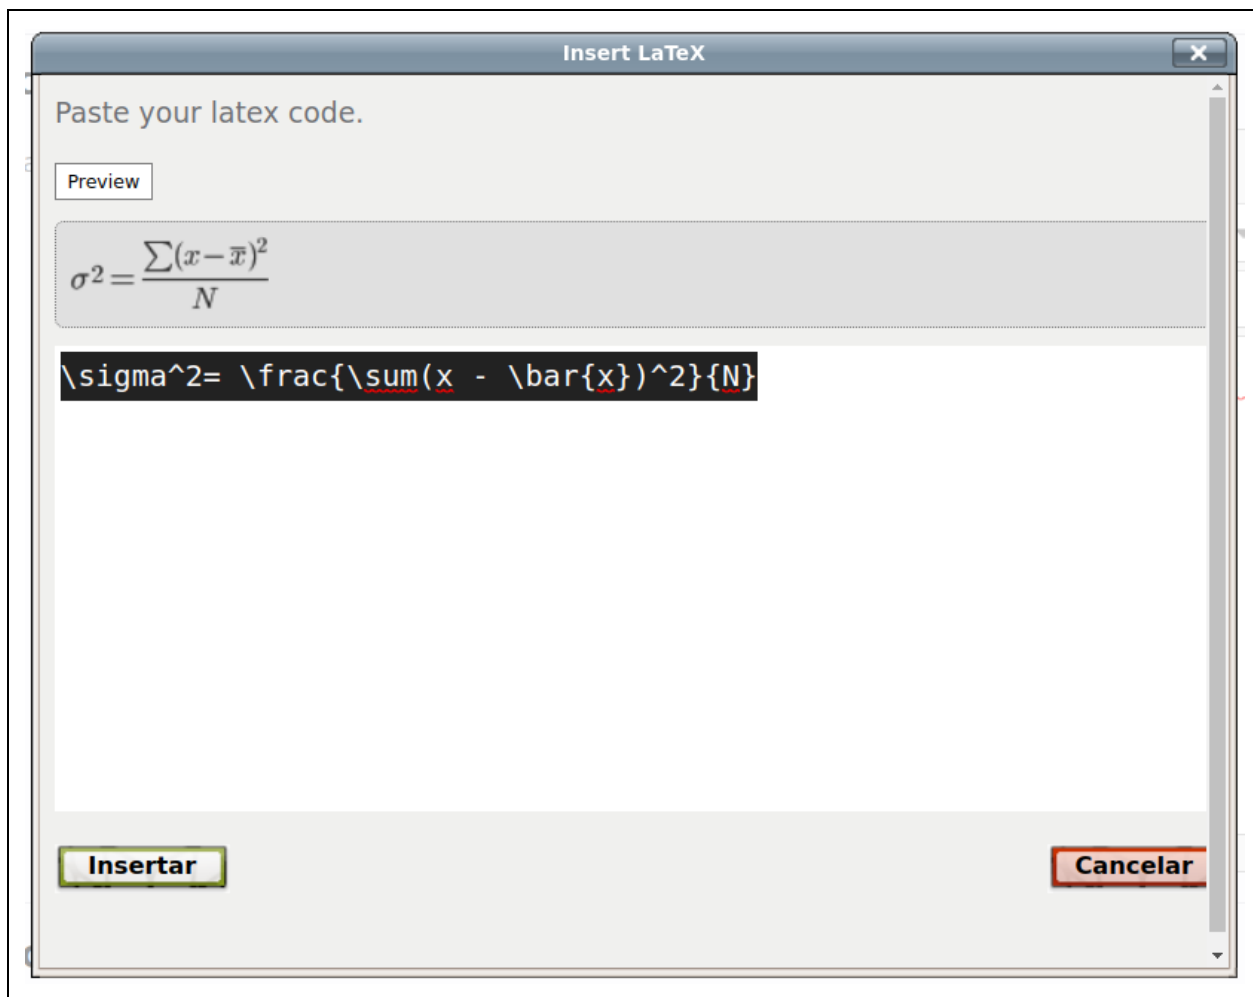 Insert LaTeX
Paste your latex code.
Preview
σ² = ∑(x − x̄)² / N
\sigma^2= \frac{\sum(x - \bar{x})^2}{N}
Insertar Cancelar